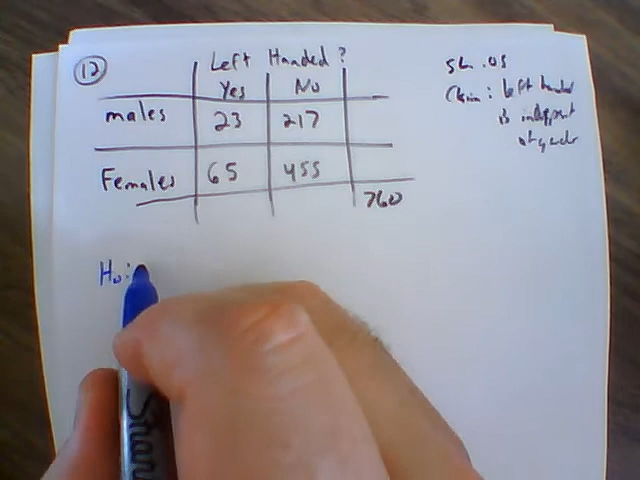 12
Left Handed ?
Yes No
males 23 217
Females 65 455
760
SL: .05
Claim: left handed
is independent
of gender
Ho:
Shar